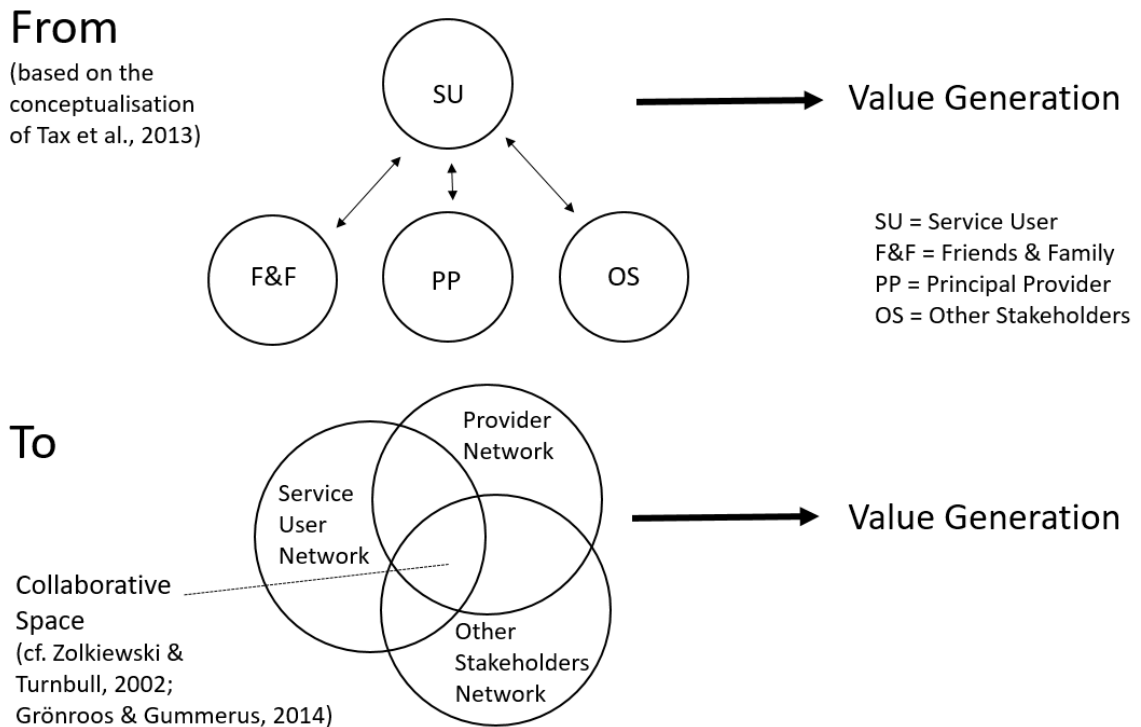 From
(based on the
conceptualisation
of Tax et al., 2013)
SU
Value Generation
F&F
PP
OS
SU = Service User
F&F = Friends & Family
PP = Principal Provider
OS = Other Stakeholders
To
Provider
Network
Service
User
Network
Value Generation
Collaborative
Space
(cf. Zolkiewski &
Turnbull, 2002;
Grönroos & Gummerus, 2014)
Other
Stakeholders
Network